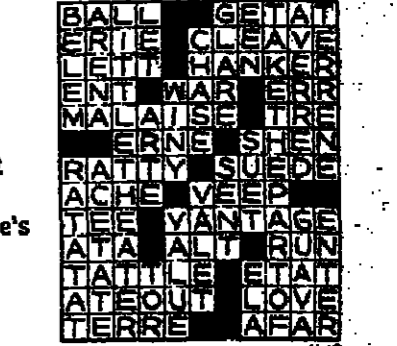 BALL GETAT
ERIE CLEAVE
LETT HANKER
ENT WAR ERR
MALAISE TRE
ERNE SHEN
RATTY SUEDE
ACHE VEEP
e's
TEE VANTAGE
ATA ALT RUN
TATTLE ETAT
ATEOUT LOVE
TERRE AFAR